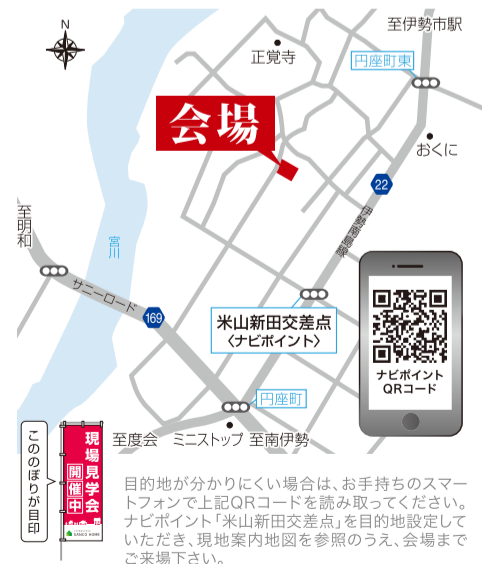 N
至伊勢市駅
正覚寺
円座町東
会場
おくに
22
伊勢南島線
至明和
宮川
サニーロード
169
米山新田交差点
〈ナビポイント〉
ナビポイント
QRコード
円座町
至度会 ミニストップ 至南伊勢
こののぼりが目印
現場見学会
開催中
SANCO HOME
目的地が分かりにくい場合は、お手持ちのスマー
トフォンで上記QRコードを読み取ってください。
ナビポイント「米山新田交差点」を目的地設定して
いただき、現地案内地図を参照のうえ、会場まで
ご来場下さい。